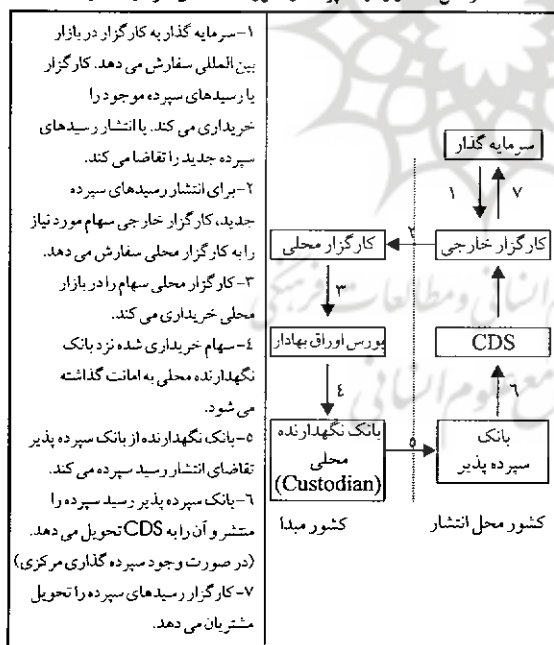 ۱-سرمایه گذار به کارگزار در بازار
بین المللی سفارش می دهد. کارگزار
یا رسیدهای سپرده موجود را
خریداری می کند. یا انتشار رسیدهای
سپرده جدید را تقاضا می کند.
۲-برای انتشار رسیدهای سپرده
جدید، کارگزار خارجی سهام مورد نیاز
را به کارگزار محلی سفارش می دهد.
۳-کارگزار محلی سهام را در بازار
محلی خریداری می کند.
٤-سهام خریداری شده نزد بانک
نگهدارنده محلی به امانت گذاشته
می شود.
٥-بانک نگهدارنده از بانک سپرده پذیر
تقاضای انتشار رسید سپرده می کند.
٦-بانک سپرده پذیر رسید سپرده را
منتشر و آن را به CDS تحویل می دهد.
(در صورت وجود سپرده گذاری مرکزی)
۷-کارگزار رسیدهای سپرده را تحویل
مشتریان می دهد.
سرمایه گذار
۱ ۷
کارگزار خارجی
۲
کارگزار محلی
۳
بورس اوراق بهادار
CDS
٤
٦
بانک نگهدارنده
محلی
(Custodian)
٥
بانک
سپرده پذیر
کشور محل انتشار
کشور مبدا
انسانی و مطالعات فرهنگی
علوم انسانی